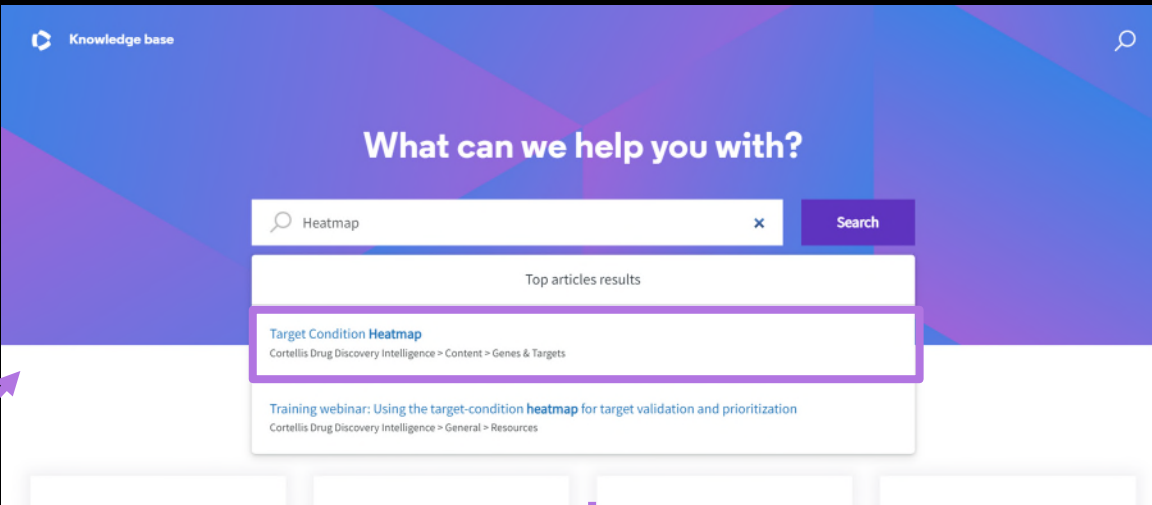 Knowledge base
What can we help you with?
Heatmap
Search
Top articles results
Target Condition Heatmap
Cortellis Drug Discovery Intelligence > Content > Genes & Targets
Training webinar: Using the target-condition heatmap for target validation and prioritization
Cortellis Drug Discovery Intelligence > General > Resources